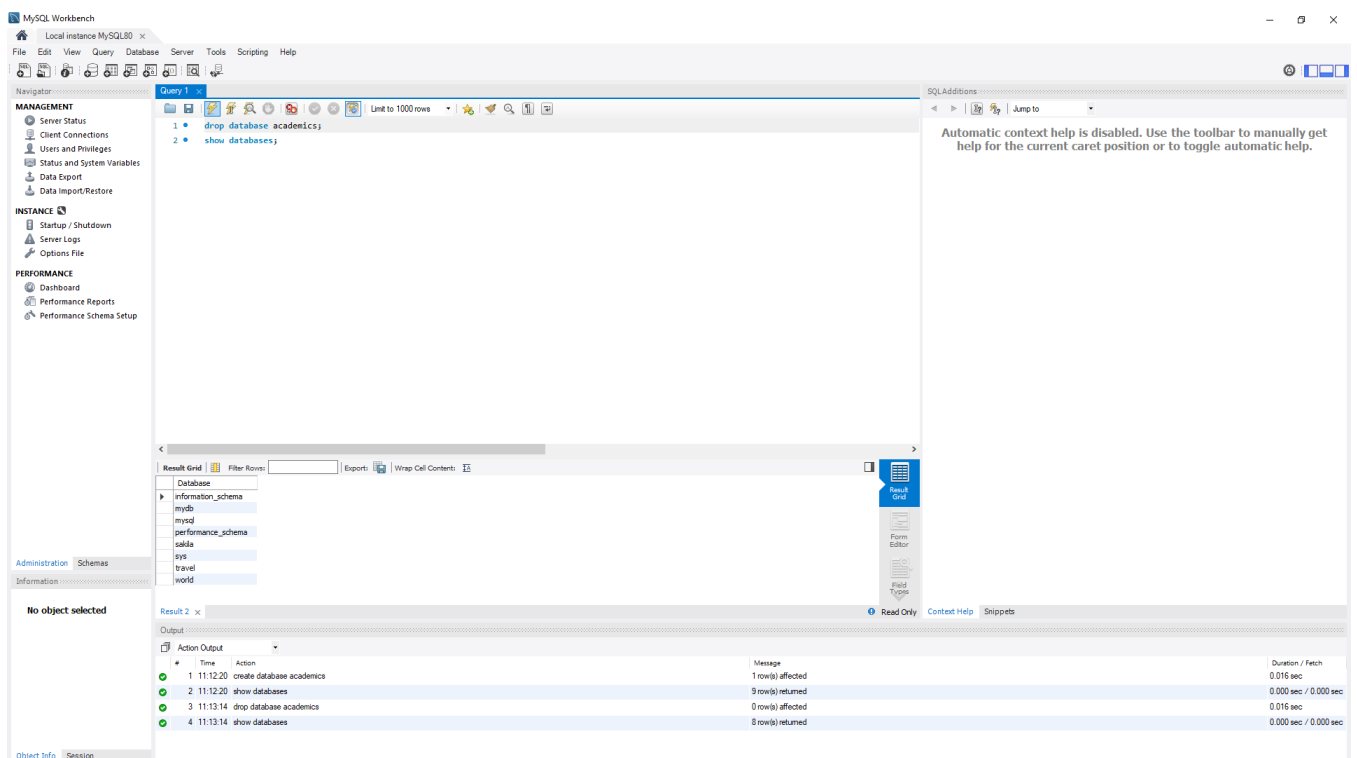 MySQL Workbench
Local instance MySQL80 ×
File Edit View Query Database Server Tools Scripting Help
Navigator
MANAGEMENT
Server Status
Client Connections
Users and Privileges
Status and System Variables
Data Export
Data Import/Restore
INSTANCE
Startup / Shutdown
Server Logs
Options File
PERFORMANCE
Dashboard
Performance Reports
Performance Schema Setup
Administration Schemas
Information
No object selected
Object Info Session
Query 1 ×
Limit to 1000 rows
1 drop database academics;
2 show databases;
Result Grid Filter Rows: Export: Wrap Cell Content:
Database
information_schema
mydb
mysql
performance_schema
sakila
sys
travel
world
Result
Grid
Form
Editor
Field
Types
Result 2 × Read Only
SQLAdditions
Jump to
Automatic context help is disabled. Use the toolbar to manually get
help for the current caret position or to toggle automatic help.
Context Help Snippets
Output
Action Output
# Time Action Message Duration / Fetch
1 11:12:20 create database academics 1 row(s) affected 0.016 sec
2 11:12:20 show databases 9 row(s) returned 0.000 sec / 0.000 sec
3 11:13:14 drop database academics 0 row(s) affected 0.016 sec
4 11:13:14 show databases 8 row(s) returned 0.000 sec / 0.000 sec